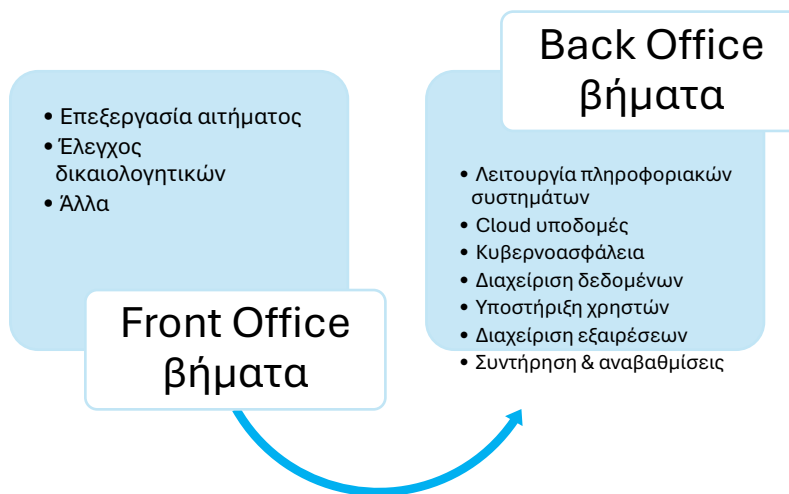 • Επεξεργασία αιτήματος
• Έλεγχος
δικαιολογητικών
• Άλλα
Front Office
βήματα
Back Office
βήματα
• Λειτουργία πληροφοριακών
συστημάτων
• Cloud υποδομές
• Κυβερνοασφάλεια
• Διαχείριση δεδομένων
• Υποστήριξη χρηστών
• Διαχείριση εξαιρέσεων
• Συντήρηση & αναβαθμίσεις